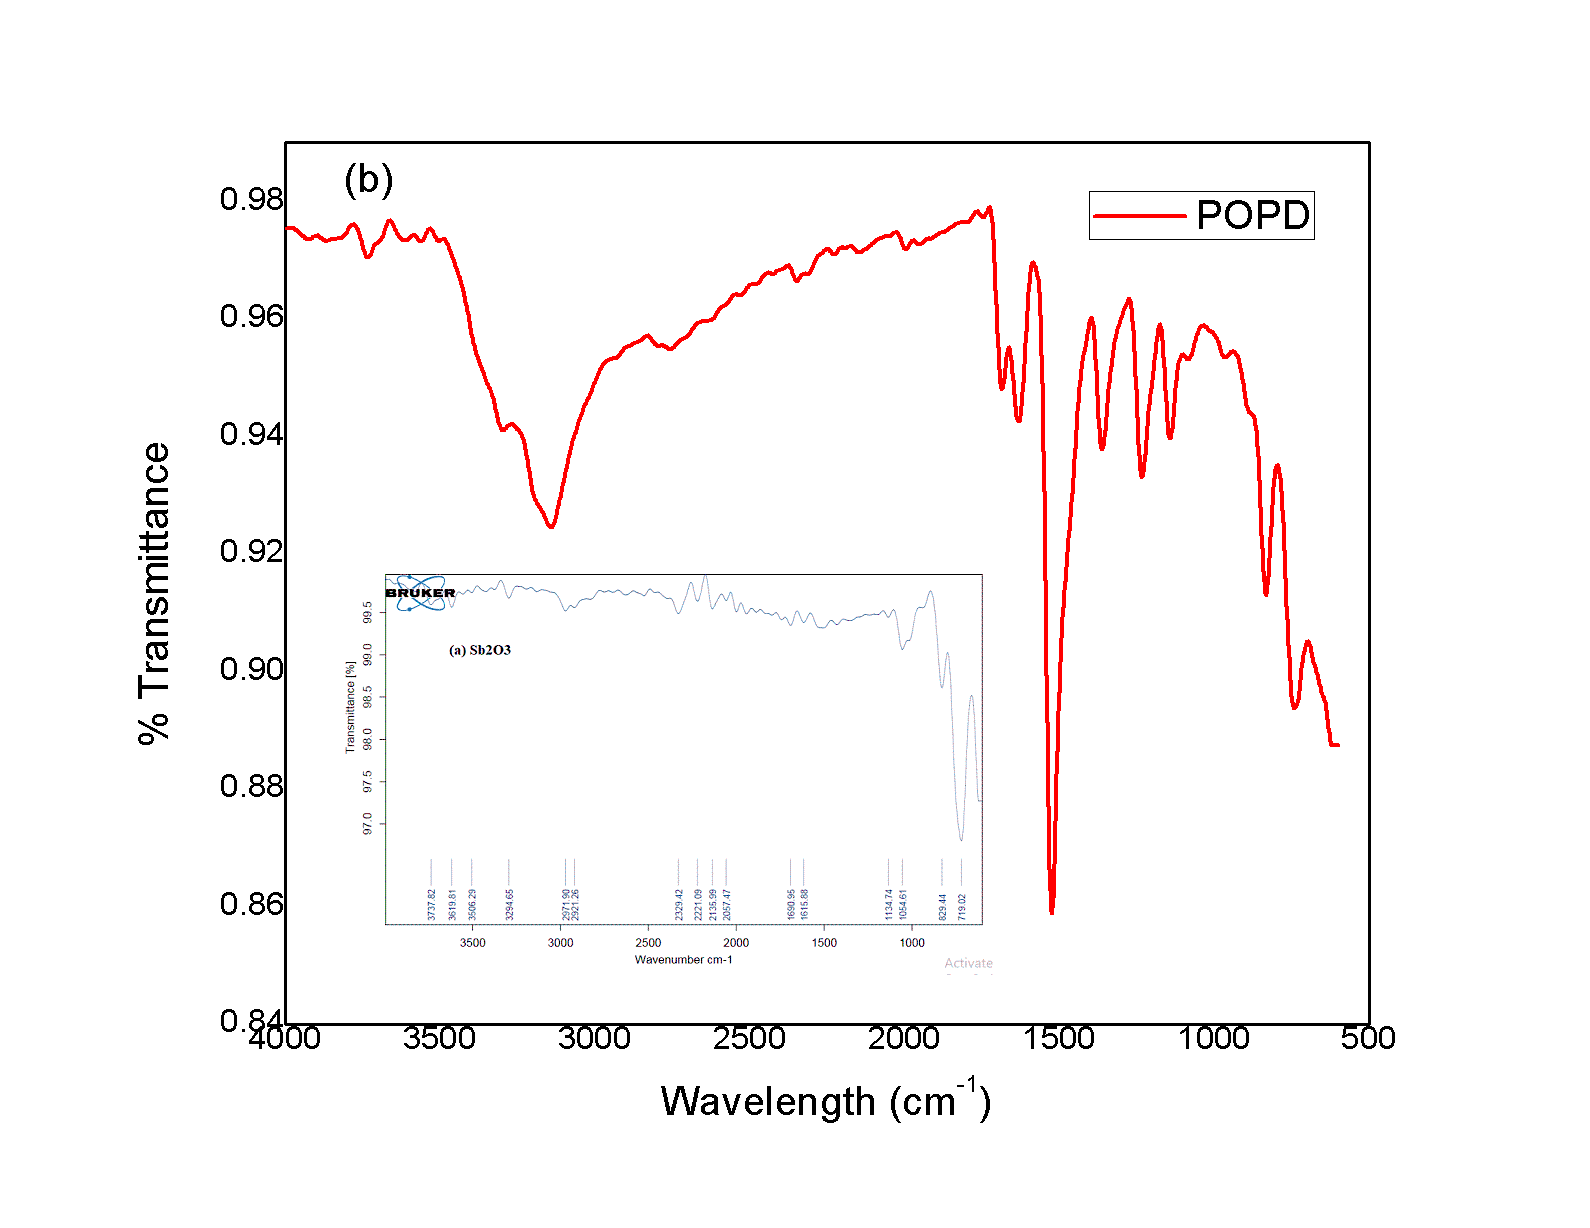 (b)
POPD
0.98
0.96
0.94
0.92
0.90
0.88
0.86
0.84
% Transmittance
BRUKER
(a) Sb2O3
Transmittance [%]
99.5
99.0
98.5
98.0
97.5
97.0
3737.82
3619.81
3506.29
3294.65
2971.90
2921.26
2329.42
2221.09
2135.99
2057.47
1690.95
1615.88
1134.74
1054.61
829.44
719.02
3500 3000 2500 2000 1500 1000
Wavenumber cm-1
Activate
4000 3500 3000 2500 2000 1500 1000 500
Wavelength (cm-1)